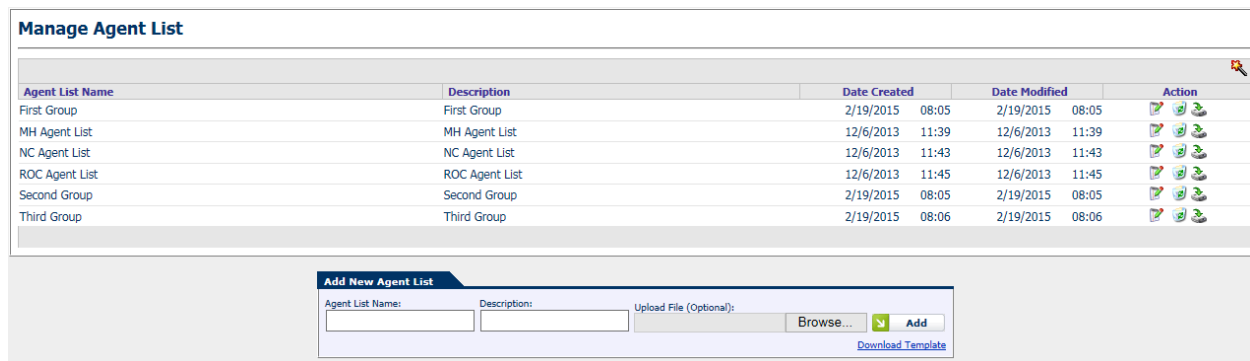 Manage Agent List
Agent List Name Description Date Created Date Modified Action
First Group First Group 2/19/2015 08:05 2/19/2015 08:05
MH Agent List MH Agent List 12/6/2013 11:39 12/6/2013 11:39
NC Agent List NC Agent List 12/6/2013 11:43 12/6/2013 11:43
ROC Agent List ROC Agent List 12/6/2013 11:45 12/6/2013 11:45
Second Group Second Group 2/19/2015 08:05 2/19/2015 08:05
Third Group Third Group 2/19/2015 08:06 2/19/2015 08:06
Add New Agent List
Agent List Name: Description: Upload File (Optional):
Browse... Add
Download Template